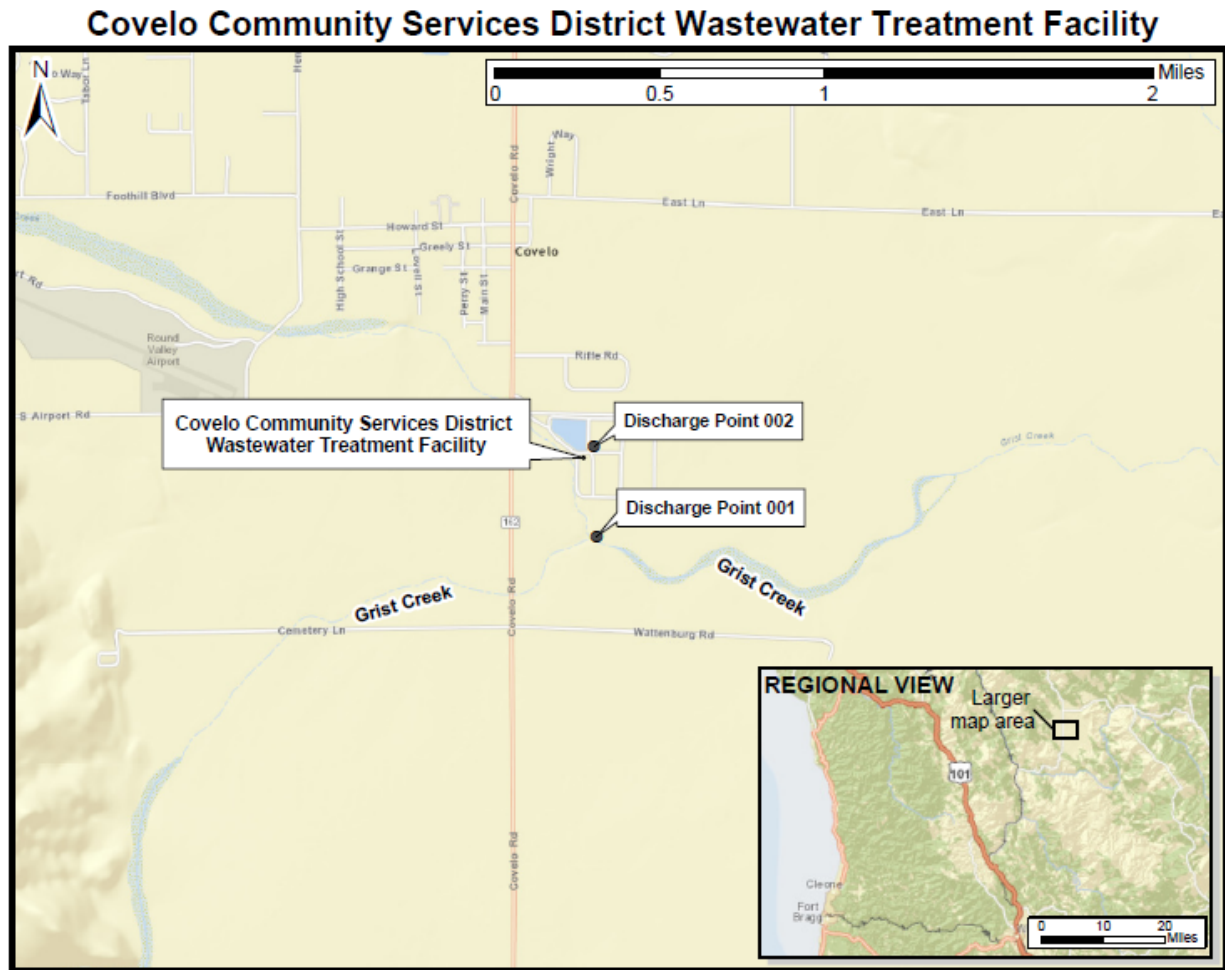 Covelo Community Services District Wastewater Treatment Facility
N
Way
Tabor Ln
Miles
0 0.5 1 2
Wright Way
Covelo Rd
Foothill Blvd
East Ln
East Ln
Creek
Howard St
Greely St
Covelo
Grange St
High School St
Lovell St
Perry St
Main St
Round
Valley
Airport
Rifle Rd
S Airport Rd
Covelo Community Services District
Wastewater Treatment Facility
Discharge Point 002
Grist Creek
Discharge Point 001
162
Grist Creek
Grist Creek
Covelo Rd
Cemetery Ln
Wattenburg Rd
Covelo Rd
REGIONAL VIEW
Larger
map area
101
Cleone
Fort
Bragg
0 10 20
Miles